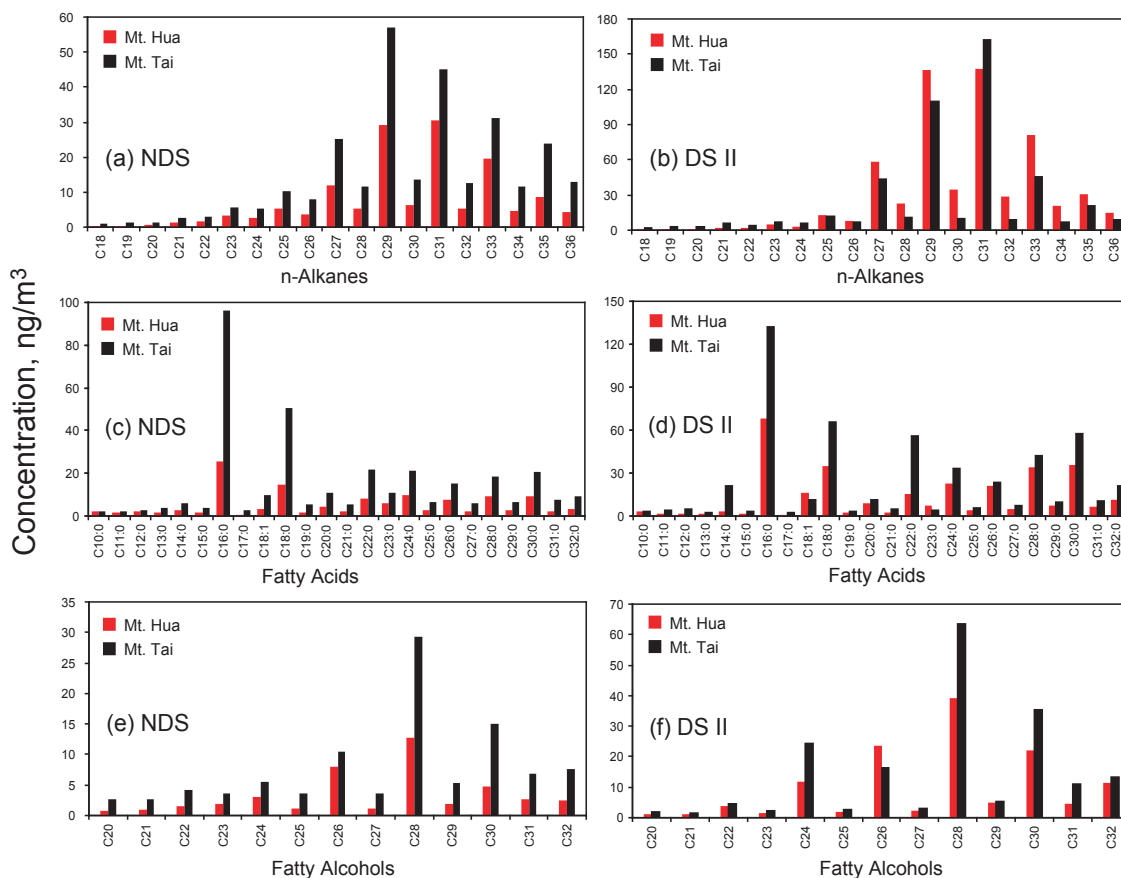 Concentration, ng/m³
60
50
40
30
20
10
0
Mt. Hua
Mt. Tai
(a) NDS
C18 C19 C20 C21 C22 C23 C24 C25 C26 C27 C28 C29 C30 C31 C32 C33 C34 C35 C36
n-Alkanes
180
150
120
90
60
30
0
Mt. Hua
Mt. Tai
(b) DS II
C18 C19 C20 C21 C22 C23 C24 C25 C26 C27 C28 C29 C30 C31 C32 C33 C34 C35 C36
n-Alkanes
100
80
60
40
20
0
Mt. Hua
Mt. Tai
(c) NDS
C10:0 C11:0 C12:0 C13:0 C14:0 C15:0 C16:0 C17:0 C18:1 C18:0 C19:0 C20:0 C21:0 C22:0 C23:0 C24:0 C25:0 C26:0 C27:0 C28:0 C29:0 C30:0 C31:0 C32:0
Fatty Acids
150
120
90
60
30
0
Mt. Hua
Mt. Tai
(d) DS II
C10:0 C11:0 C12:0 C13:0 C14:0 C15:0 C16:0 C17:0 C18:1 C18:0 C19:0 C20:0 C21:0 C22:0 C23:0 C24:0 C25:0 C26:0 C27:0 C28:0 C29:0 C30:0 C31:0 C32:0
Fatty Acids
35
30
25
20
15
10
5
0
Mt. Hua
Mt. Tai
(e) NDS
C20 C21 C22 C23 C24 C25 C26 C27 C28 C29 C30 C31 C32
Fatty Alcohols
70
60
50
40
30
20
10
0
Mt. Hua
Mt. Tai
(f) DS II
C20 C21 C22 C23 C24 C25 C26 C27 C28 C29 C30 C31 C32
Fatty Alcohols